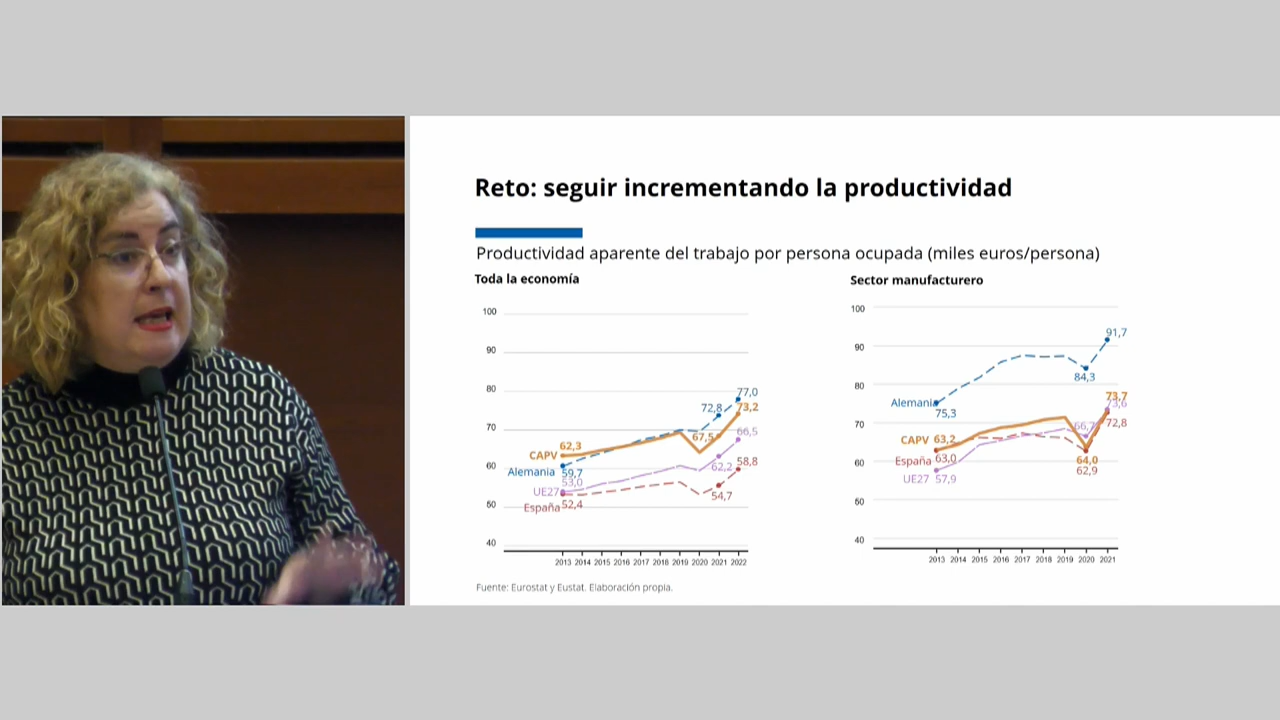 Reto: seguir incrementando la productividad
Productividad aparente del trabajo por persona ocupada (miles euros/persona)
Toda la economía
100
90
80
70
60
50
40
CAPV
62,3
Alemania
59,7
53,0
UE27
España
52,4
72,8
77,0
67,5
73,2
66,5
62,2
58,8
54,7
2013 2014 2015 2016 2017 2018 2019 2020 2021 2022
Sector manufacturero
100
90
80
70
60
50
40
Alemania
75,3
CAPV 63,2
España 63,0
UE27 57,9
91,7
84,3
73,7
73,6
72,8
64,0
62,9
2013 2014 2015 2016 2017 2018 2019 2020 2021
Fuente: Eurostat y Eustat. Elaboración propia.